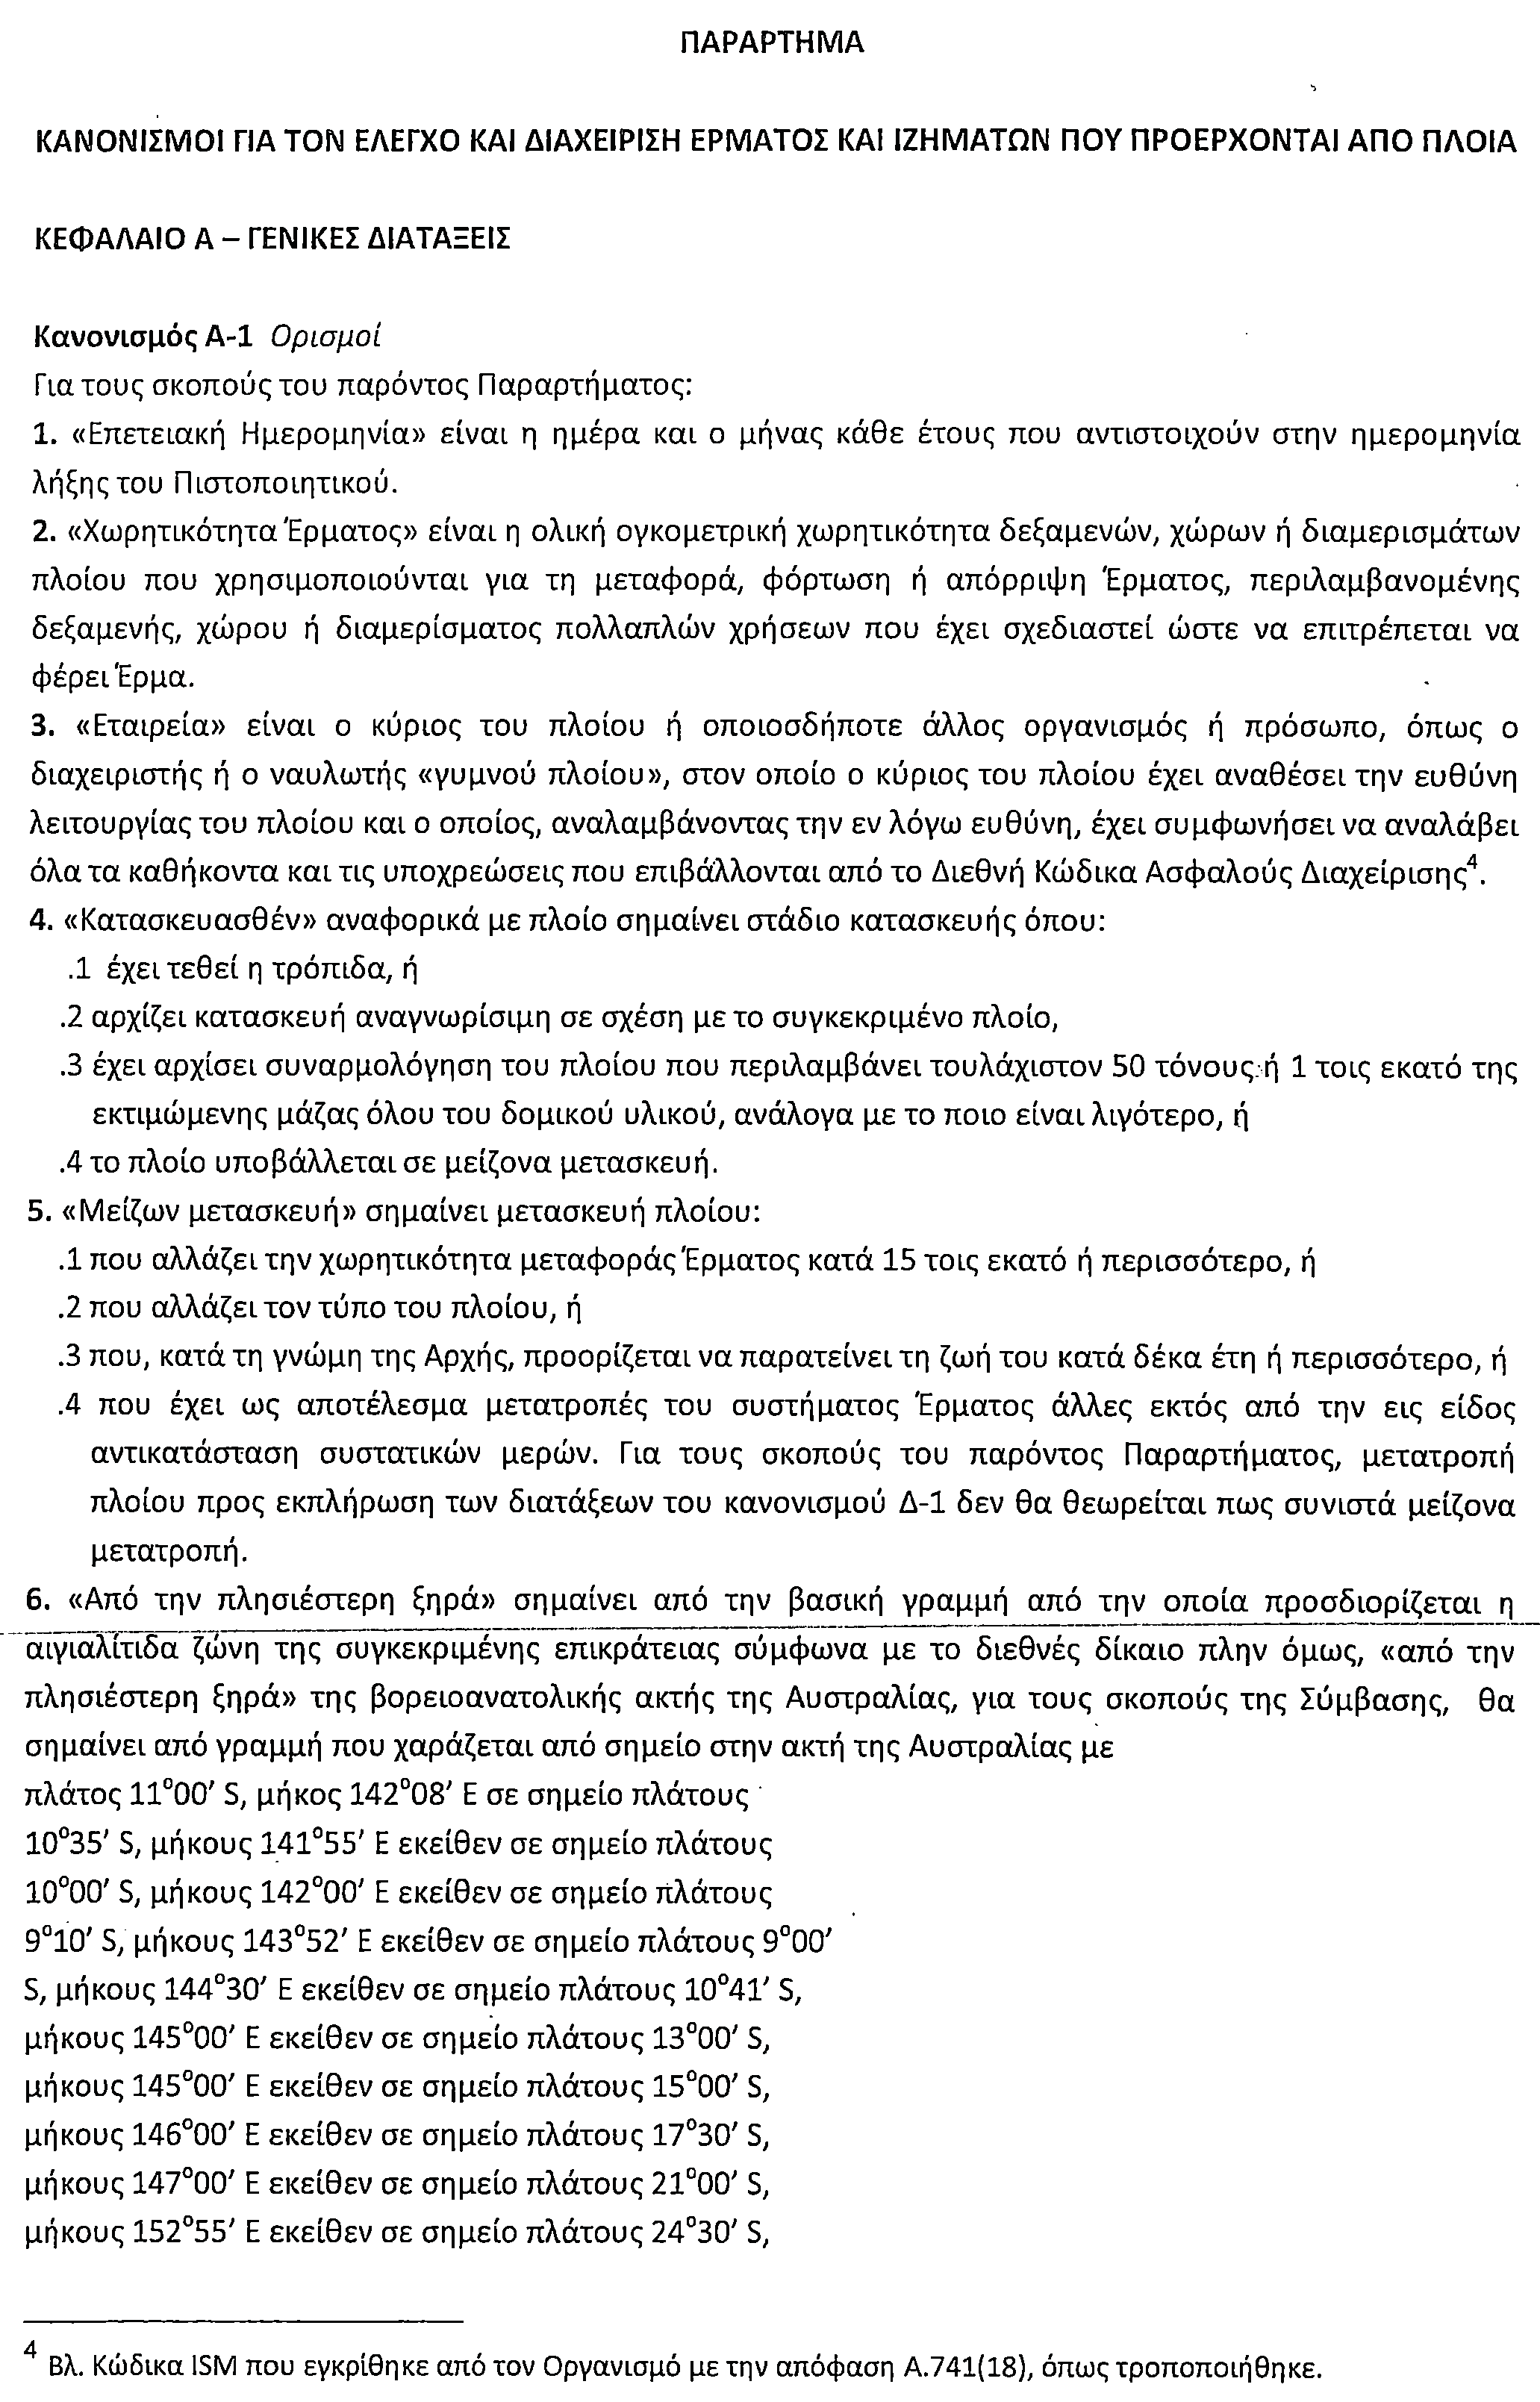 ΠΑΡΑΡΤΗΜΑ
ΚΑΝΟΝΙΣΜΟΙ ΓΙΑ ΤΟΝ ΕΛΕΓΧΟ ΚΑΙ ΔΙΑΧΕΙΡΙΣΗ ΕΡΜΑΤΟΣ ΚΑΙ ΙΖΗΜΑΤΩΝ ΠΟΥ ΠΡΟΕΡΧΟΝΤΑΙ ΑΠΟ ΠΛΟΙΑ
ΚΕΦΑΛΑΙΟ Α – ΓΕΝΙΚΕΣ ΔΙΑΤΑΞΕΙΣ
Κανονισμός Α-1 Ορισμοί
Για τους σκοπούς του παρόντος Παραρτήματος:
1. «Επετειακή Ημερομηνία» είναι η ημέρα και ο μήνας κάθε έτους που αντιστοιχούν στην ημερομηνία
λήξης του Πιστοποιητικού.
2. «Χωρητικότητα Έρματος» είναι η ολική ογκομετρική χωρητικότητα δεξαμενών, χώρων ή διαμερισμάτων
πλοίου που χρησιμοποιούνται για τη μεταφορά, φόρτωση ή απόρριψη Έρματος, περιλαμβανομένης
δεξαμενής, χώρου ή διαμερίσματος πολλαπλών χρήσεων που έχει σχεδιαστεί ώστε να επιτρέπεται να
φέρει Έρμα.
3. «Εταιρεία» είναι ο κύριος του πλοίου ή οποιοσδήποτε άλλος οργανισμός ή πρόσωπο, όπως ο
διαχειριστής ή ο ναυλωτής «γυμνού πλοίου», στον οποίο ο κύριος του πλοίου έχει αναθέσει την ευθύνη
λειτουργίας του πλοίου και ο οποίος, αναλαμβάνοντας την εν λόγω ευθύνη, έχει συμφωνήσει να αναλάβει
όλα τα καθήκοντα και τις υποχρεώσεις που επιβάλλονται από το Διεθνή Κώδικα Ασφαλούς Διαχείρισης⁴.
4. «Κατασκευασθέν» αναφορικά με πλοίο σημαίνει στάδιο κατασκευής όπου:
.1 έχει τεθεί η τρόπιδα, ή
.2 αρχίζει κατασκευή αναγνωρίσιμη σε σχέση με το συγκεκριμένο πλοίο,
.3 έχει αρχίσει συναρμολόγηση του πλοίου που περιλαμβάνει τουλάχιστον 50 τόνους ή 1 τοις εκατό της
εκτιμώμενης μάζας όλου του δομικού υλικού, ανάλογα με το ποιο είναι λιγότερο, ή
.4 το πλοίο υποβάλλεται σε μείζονα μετασκευή.
5. «Μείζων μετασκευή» σημαίνει μετασκευή πλοίου:
.1 που αλλάζει την χωρητικότητα μεταφοράς Έρματος κατά 15 τοις εκατό ή περισσότερο, ή
.2 που αλλάζει τον τύπο του πλοίου, ή
.3 που, κατά τη γνώμη της Αρχής, προορίζεται να παρατείνει τη ζωή του κατά δέκα έτη ή περισσότερο, ή
.4 που έχει ως αποτέλεσμα μετατροπές του συστήματος Έρματος άλλες εκτός από την εις είδος
αντικατάσταση συστατικών μερών. Για τους σκοπούς του παρόντος Παραρτήματος, μετατροπή
πλοίου προς εκπλήρωση των διατάξεων του κανονισμού Δ-1 δεν θα θεωρείται πως συνιστά μείζονα
μετατροπή.
6. «Από την πλησιέστερη ξηρά» σημαίνει από την βασική γραμμή από την οποία προσδιορίζεται η
αιγιαλίτιδα ζώνη της συγκεκριμένης επικράτειας σύμφωνα με το διεθνές δίκαιο πλην όμως, «από την
πλησιέστερη ξηρά» της βορειοανατολικής ακτής της Αυστραλίας, για τους σκοπούς της Σύμβασης, θα
σημαίνει από γραμμή που χαράζεται από σημείο στην ακτή της Αυστραλίας με
πλάτος 11°00′ S, μήκος 142°08′ E σε σημείο πλάτους
10°35′ S, μήκους 141°55′ E εκείθεν σε σημείο πλάτους
10°00′ S, μήκους 142°00′ E εκείθεν σε σημείο πλάτους
9°10′ S, μήκους 143°52′ E εκείθεν σε σημείο πλάτους 9°00′
S, μήκους 144°30′ E εκείθεν σε σημείο πλάτους 10°41′ S,
μήκους 145°00′ E εκείθεν σε σημείο πλάτους 13°00′ S,
μήκους 145°00′ E εκείθεν σε σημείο πλάτους 15°00′ S,
μήκους 146°00′ E εκείθεν σε σημείο πλάτους 17°30′ S,
μήκους 147°00′ E εκείθεν σε σημείο πλάτους 21°00′ S,
μήκους 152°55′ E εκείθεν σε σημείο πλάτους 24°30′ S,
⁴ Βλ. Κώδικα ISM που εγκρίθηκε από τον Οργανισμό με την απόφαση Α.741(18), όπως τροποποιήθηκε.